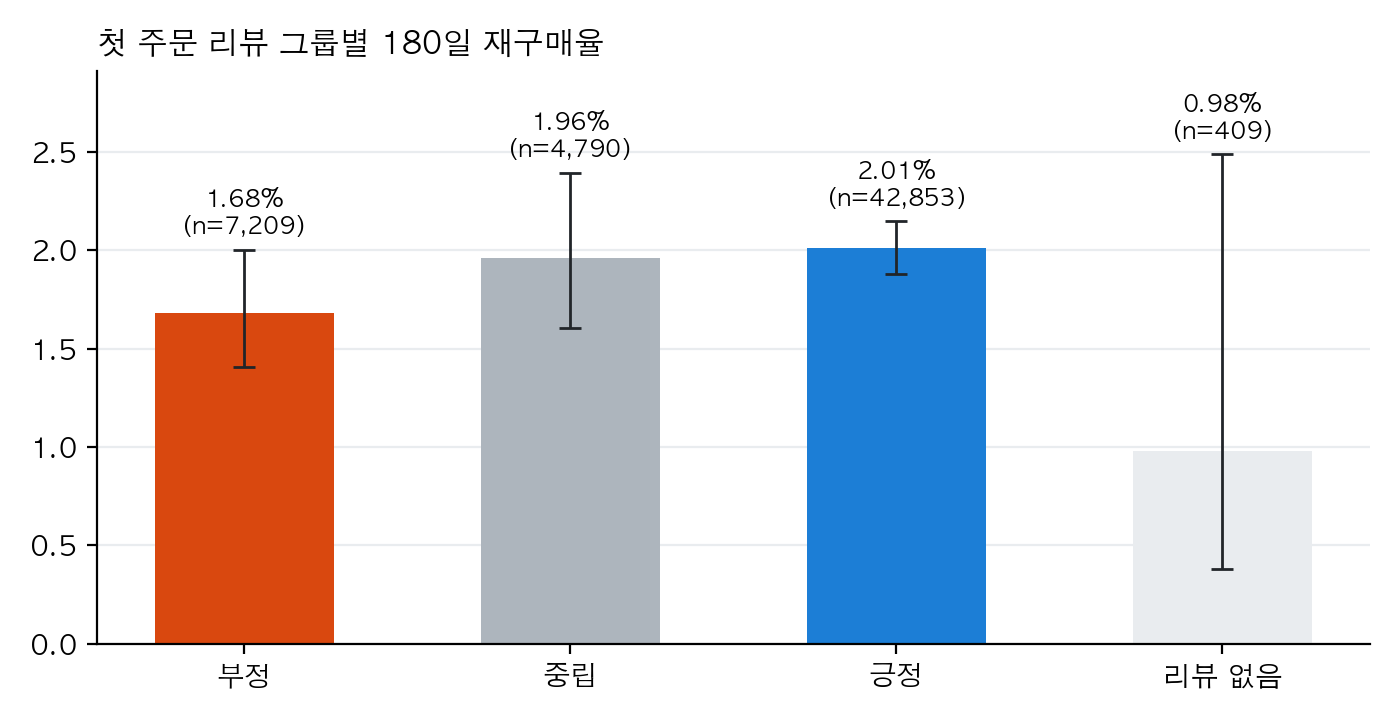 첫 주문 리뷰 그룹별 180일 재구매율
0.98%
(n=409)
1.96%
(n=4,790)
2.01%
(n=42,853)
1.68%
(n=7,209)
2.5
2.0
1.5
1.0
0.5
0.0
부정
중립
긍정
리뷰 없음